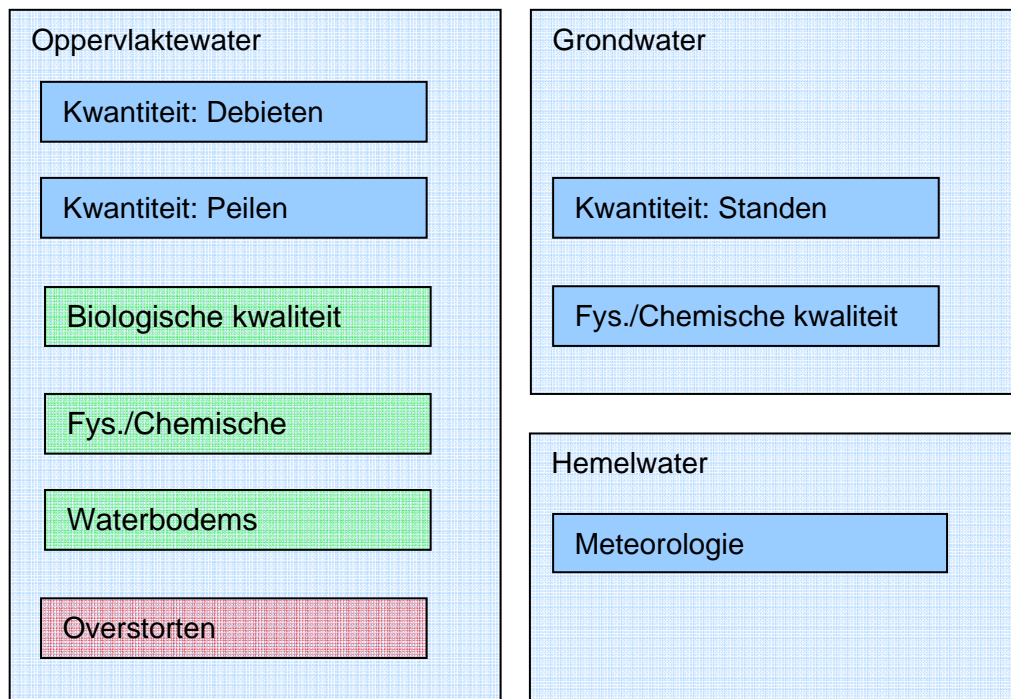 Oppervlaktewater
Kwantiteit: Debieten
Kwantiteit: Peilen
Biologische kwaliteit
Fys./Chemische
Waterbodems
Overstorten
Grondwater
Kwantiteit: Standen
Fys./Chemische kwaliteit
Hemelwater
Meteorologie